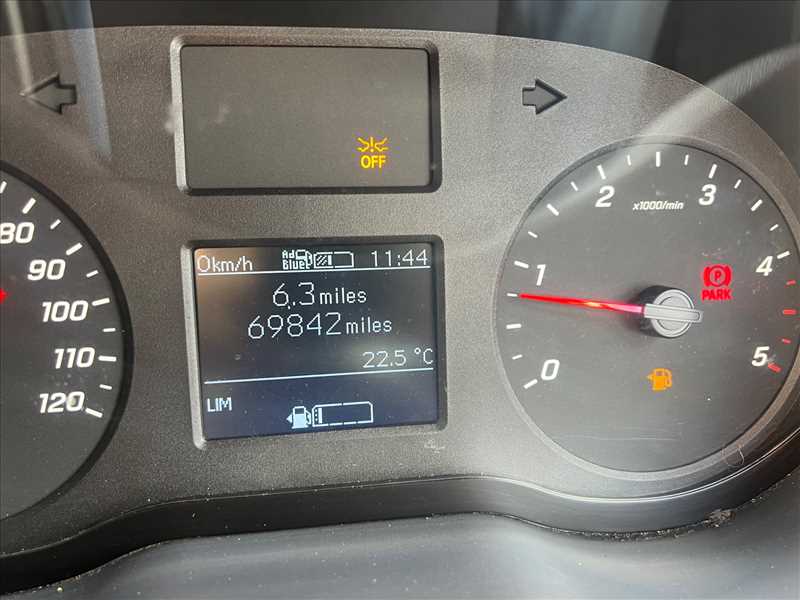 OFF
80
90
100
110
120
0km/h Ad Blue 11:44
6.3 miles
69842 miles
22.5 °C
LIM
0
1
2
3
4
5
x1000/min
P
PARK